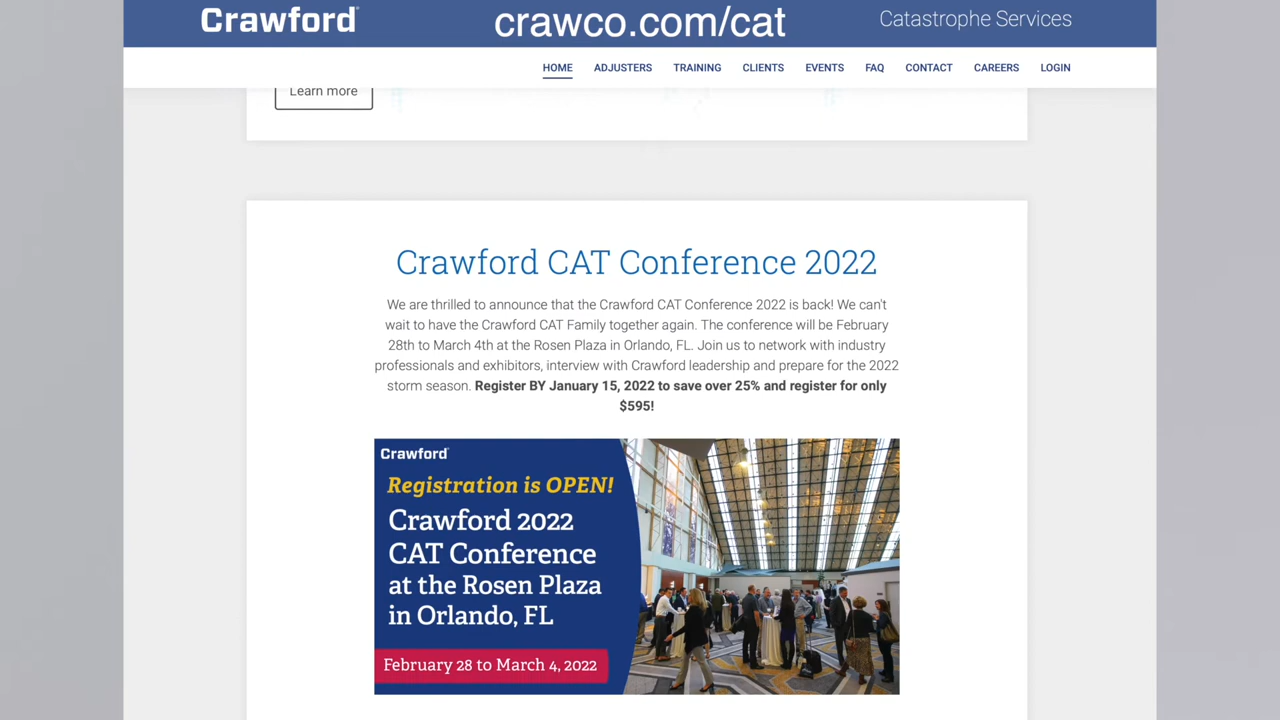 Crawford
crawco.com/cat
Catastrophe Services
HOME ADJUSTERS TRAINING CLIENTS EVENTS FAQ CONTACT CAREERS LOGIN
Learn more
Crawford CAT Conference 2022
We are thrilled to announce that the Crawford CAT Conference 2022 is back! We can't
wait to have the Crawford CAT Family together again. The conference will be February
28th to March 4th at the Rosen Plaza in Orlando, FL. Join us to network with industry
professionals and exhibitors, interview with Crawford leadership and prepare for the 2022
storm season. Register BY January 15, 2022 to save over 25% and register for only
$595!
Crawford
Registration is OPEN!
Crawford 2022
CAT Conference
at the Rosen Plaza
in Orlando, FL
February 28 to March 4, 2022